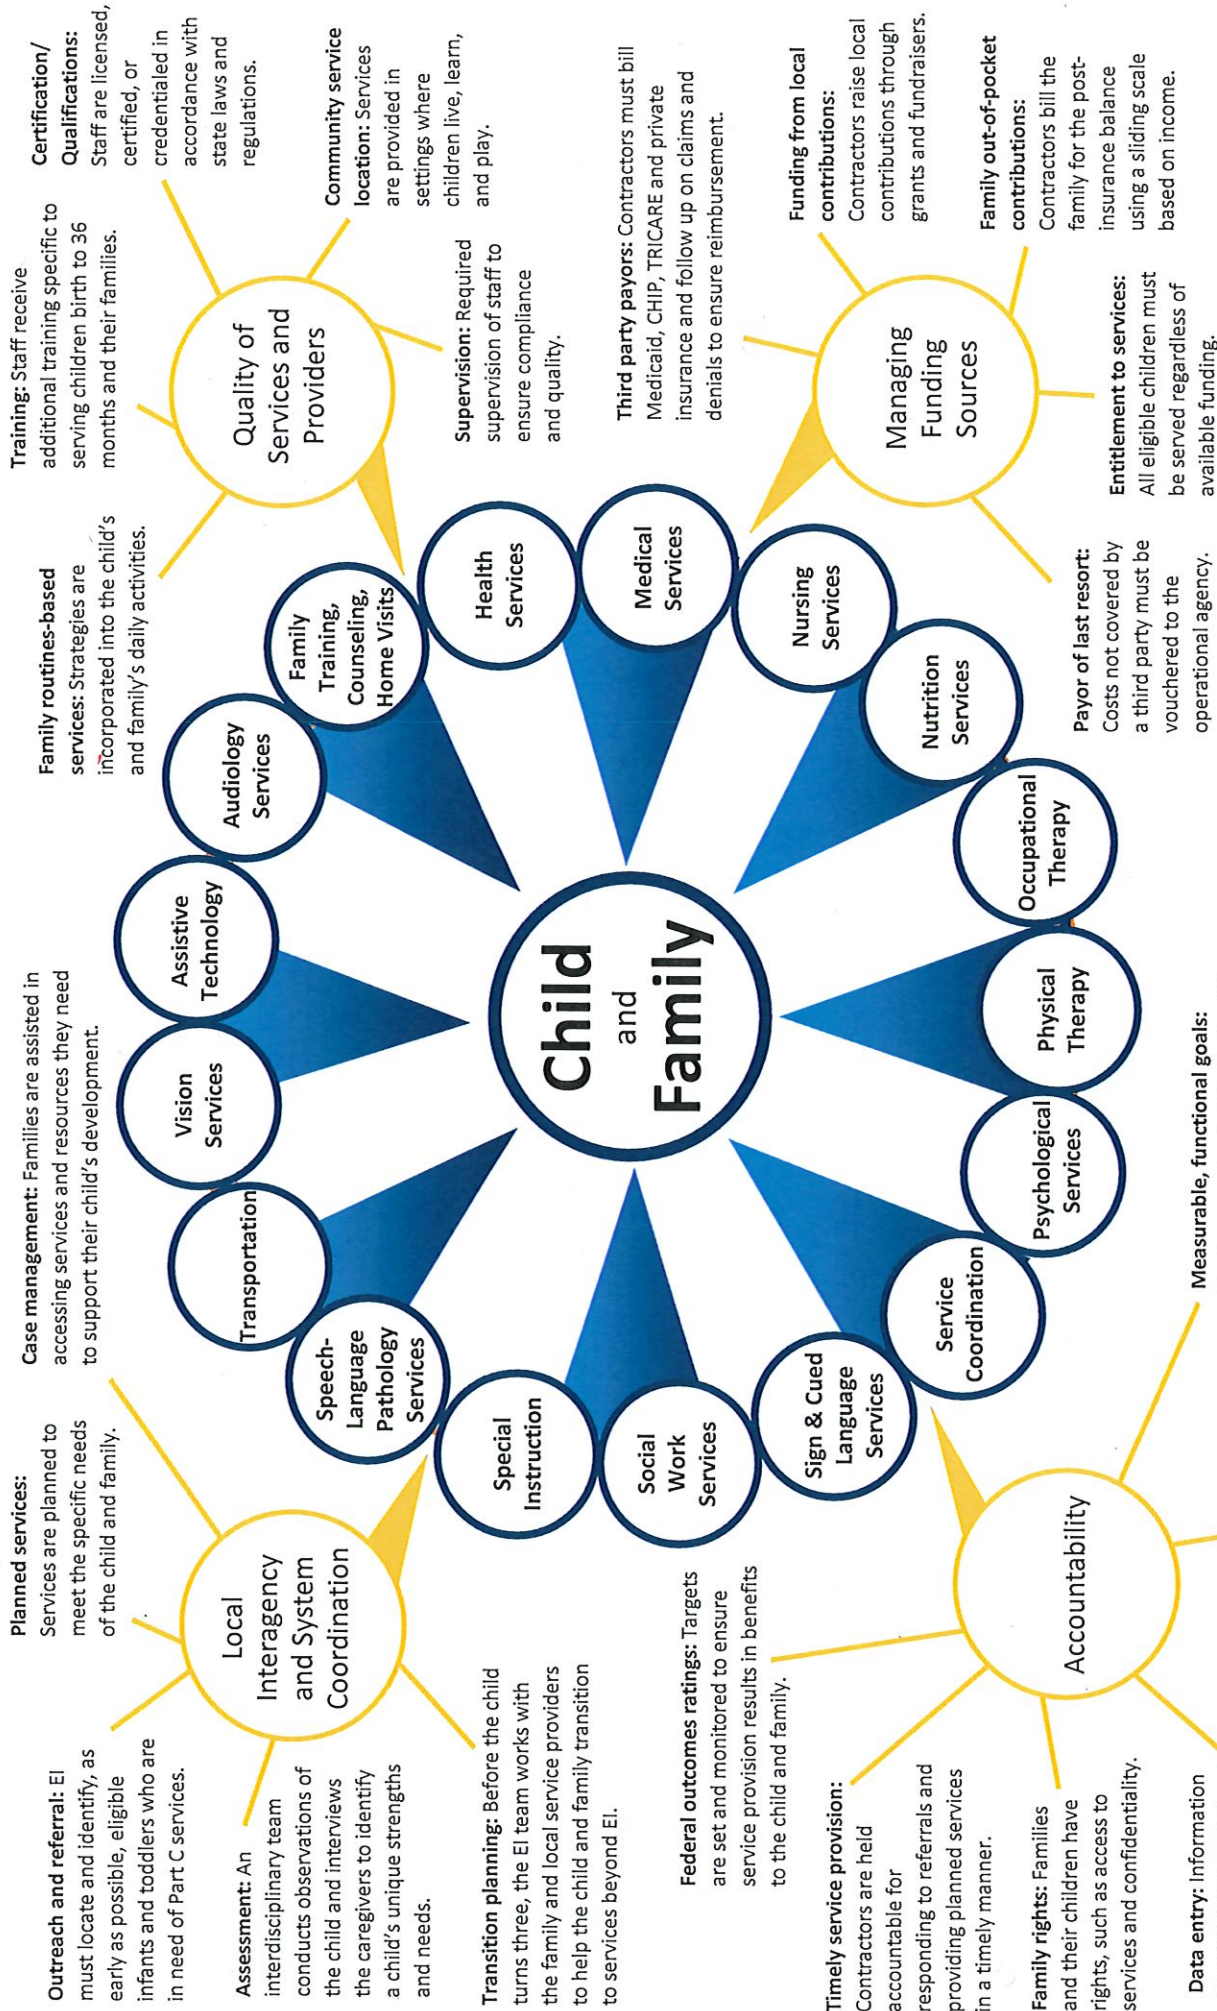 Outreach and referral: EI
must locate and identify, as
early as possible, eligible
infants and toddlers who are
in need of Part C services.
Planned services:
Services are planned to
meet the specific needs
of the child and family.
Case management: Families are assisted in
accessing services and resources they need
to support their child's development.
Assessment: An
interdisciplinary team
conducts observations of
the child and interviews
the caregivers to identify
a child's unique strengths
and needs.
Local
Interagency
and System
Coordination
Transition planning: Before the child
turns three, the EI team works with
the family and local service providers
to help the child and family transition
to services beyond EI.
Family routines-based
services: Strategies are
incorporated into the child's
and family's daily activities.
Training: Staff receive
additional training specific to
serving children birth to 36
months and their families.
Certification/
Qualifications:
Staff are licensed,
certified, or
credentialed in
accordance with
state laws and
regulations.
Quality of
Services and
Providers
Community service
location: Services
are provided in
settings where
children live, learn,
and play.
Supervision: Required
supervision of staff to
ensure compliance
and quality.
Vision
Services
Assistive
Technology
Transportation
Audiology
Services
Speech-
Language
Pathology
Services
Family
Training,
Counseling,
Home Visits
Special
Instruction
Health
Services
Child
and
Family
Social
Work
Services
Medical
Services
Sign & Cued
Language
Services
Nursing
Services
Service
Coordination
Nutrition
Services
Psychological
Services
Physical
Therapy
Occupational
Therapy
Federal outcomes ratings: Targets
are set and monitored to ensure
service provision results in benefits
to the child and family.
Timely service provision:
Contractors are held
accountable for
responding to referrals and
providing planned services
in a timely manner.
Family rights: Families
and their children have
rights, such as access to
services and confidentiality.
Data entry: Information
Accountability
Measurable, functional goals:
Third party payors: Contractors must bill
Medicaid, CHIP, TRICARE and private
insurance and follow up on claims and
denials to ensure reimbursement.
Managing
Funding
Sources
Funding from local
contributions:
Contractors raise local
contributions through
grants and fundraisers.
Family out-of-pocket
contributions:
Contractors bill the
family for the post-
insurance balance
using a sliding scale
based on income.
Payor of last resort:
Costs not covered by
a third party must be
vouchered to the
operational agency.
Entitlement to services:
All eligible children must
be served regardless of
available funding.